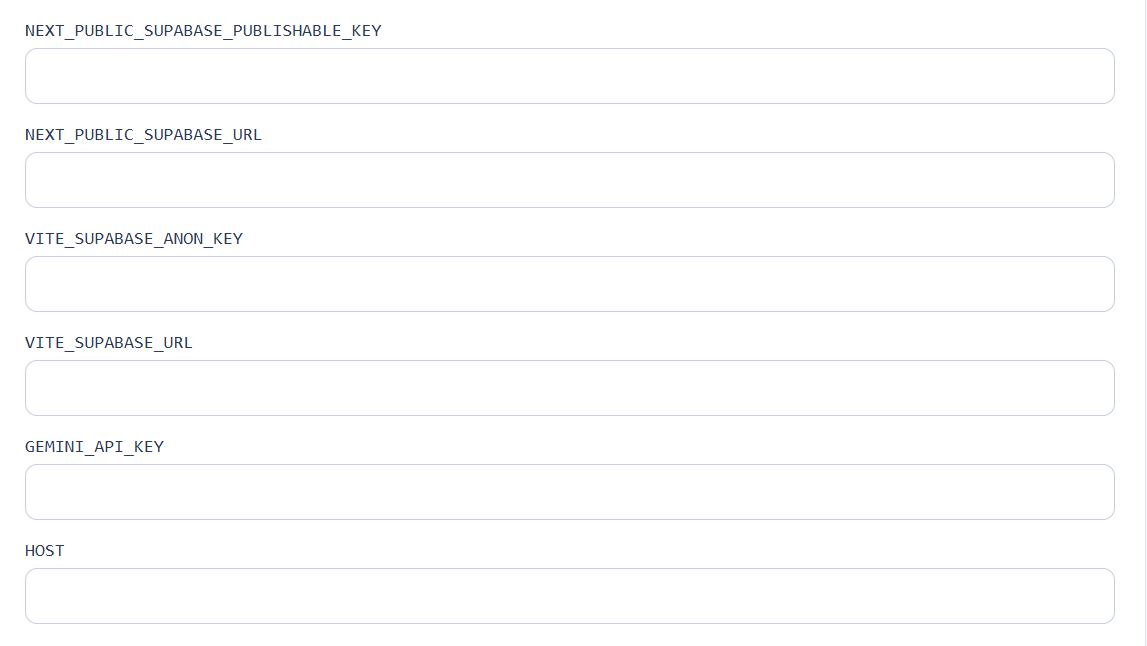 NEXT_PUBLIC_SUPABASE_PUBLISHABLE_KEY
NEXT_PUBLIC_SUPABASE_URL
VITE_SUPABASE_ANON_KEY
VITE_SUPABASE_URL
GEMINI_API_KEY
HOST